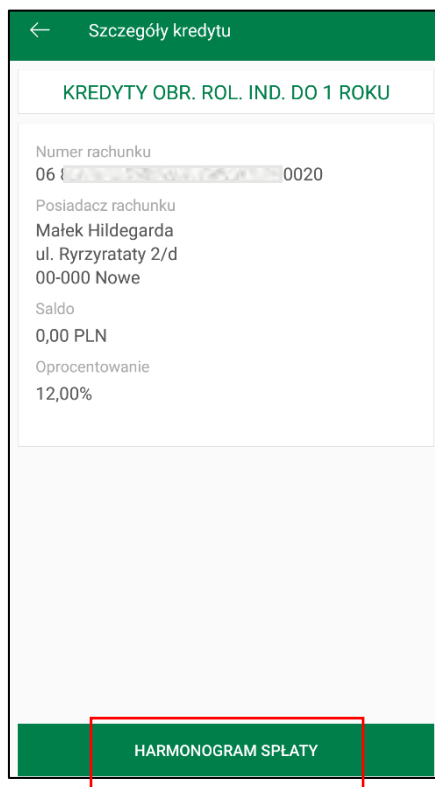 Szczegóły kredytu
KREDYTY OBR. ROL. IND. DO 1 ROKU
Numer rachunku
06 0020
Posiadacz rachunku
Małek Hildegarda
ul. Ryrzyrataty 2/d
00-000 Nowe
Saldo
0,00 PLN
Oprocentowanie
12,00%
HARMONOGRAM SPŁATY